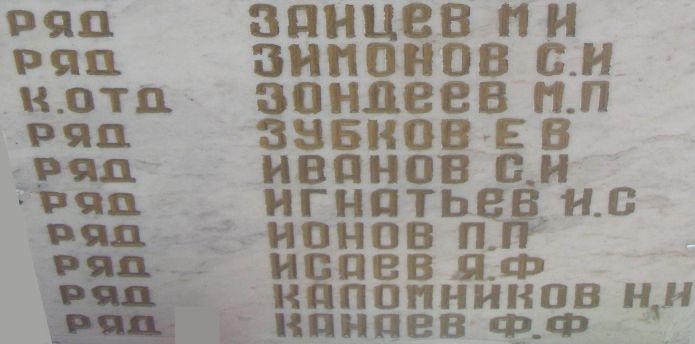 РЯД ЗАЙЦЕВ М И
РЯД ЗИМОНОВ С.И
К.ОТД ЗОНДЕЕВ М.П
РЯД ЗУБКОВ Е В
РЯД ИВАНОВ С.И
РЯД ИГНАТЬЕВ И.С
РЯД ИОНОВ П.П
РЯД ИСАЕВ Я.Ф
РЯД КАЛОМНИКОВ Н.И
РЯД КАНАЕВ Ф.Ф